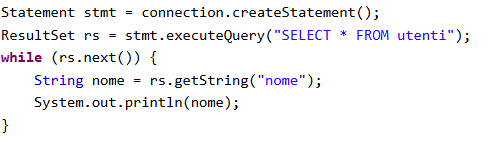 Statement stmt = connection.createStatement();
ResultSet rs = stmt.executeQuery("SELECT * FROM utenti");
while (rs.next()) {
    String nome = rs.getString("nome");
    System.out.println(nome);
}